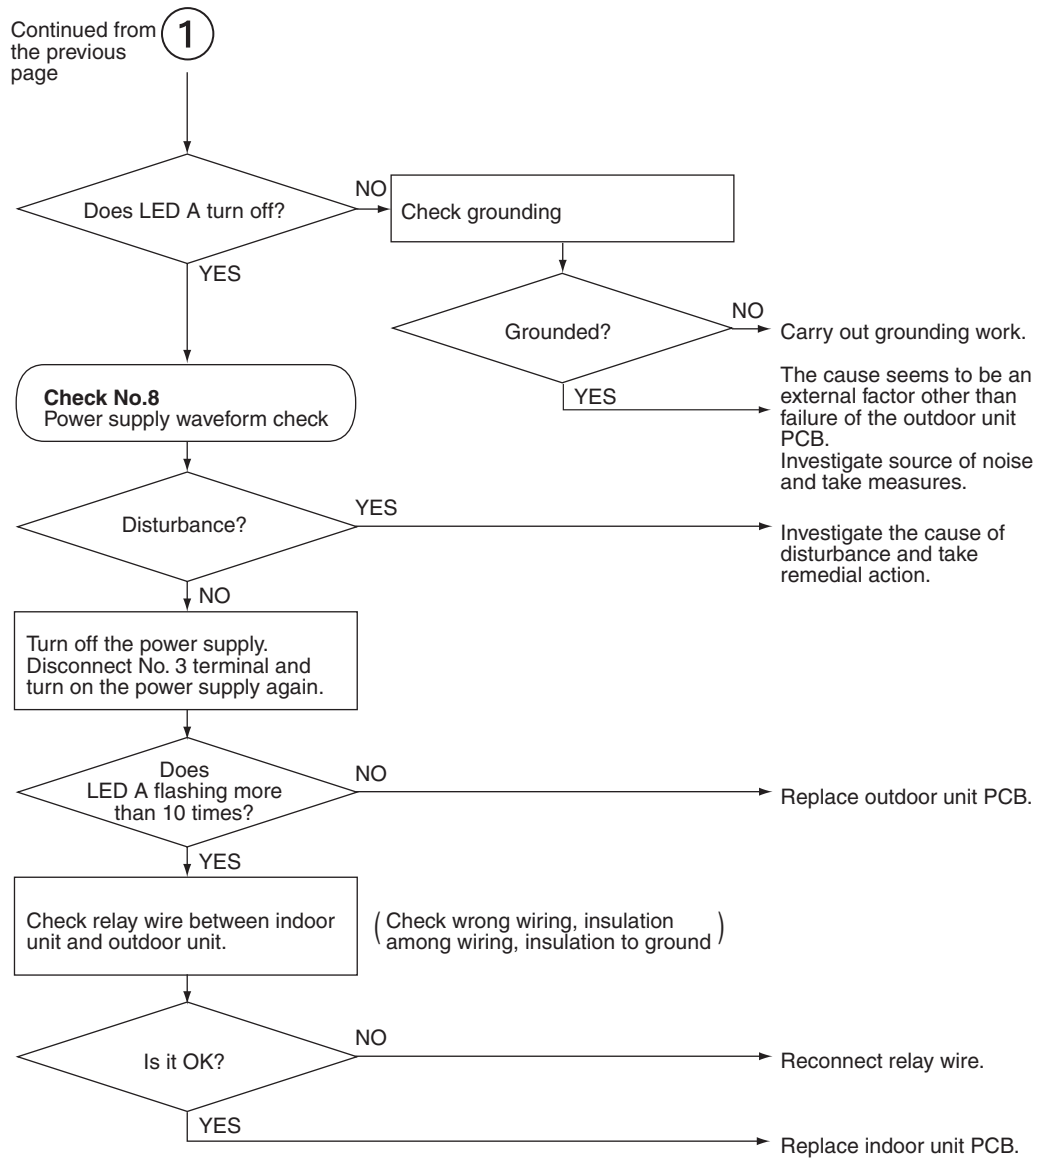 Continued from
the previous
page
1
Does LED A turn off?
NO
Check grounding
YES
Grounded?
NO
Carry out grounding work.
YES
The cause seems to be an
external factor other than
failure of the outdoor unit
PCB.
Investigate source of noise
and take measures.
Check No.8
Power supply waveform check
Disturbance?
YES
Investigate the cause of
disturbance and take
remedial action.
NO
Turn off the power supply.
Disconnect No. 3 terminal and
turn on the power supply again.
Does
LED A flashing more
than 10 times?
NO
Replace outdoor unit PCB.
YES
Check relay wire between indoor
unit and outdoor unit.
(Check wrong wiring, insulation
among wiring, insulation to ground)
Is it OK?
NO
Reconnect relay wire.
YES
Replace indoor unit PCB.